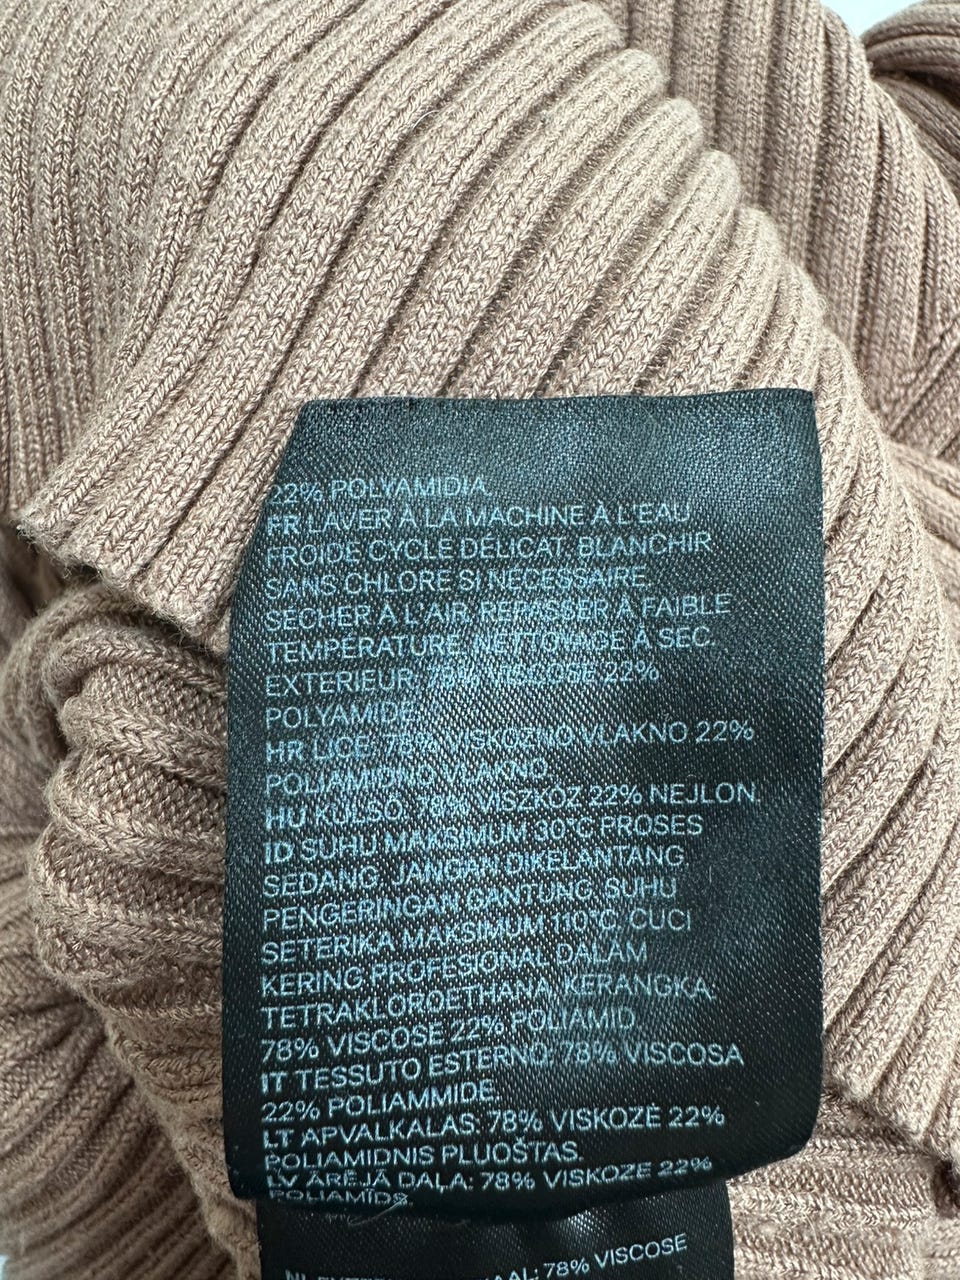 22% POLYAMIDIA.
FR LAVER À LA MACHINE À L'EAU
FROIDE CYCLE DÉLICAT. BLANCHIR
SANS CHLORE SI NÉCESSAIRE.
SÉCHER À L'AIR. REPASSER À FAIBLE
TEMPÉRATURE. NETTOYAGE À SEC.
EXTERIEUR: 78% VISCOSE 22%
POLYAMIDE.
HR LICE: 78% VISKOZNO VLAKNO 22%
POLIAMIDNO VLAKNO.
HU KÜLSŐ: 78% VISZKÓZ 22% NEJLON.
ID SUHU MAKSIMUM 30°C PROSES
SEDANG. JANGAN DIKELANTANG.
PENGERINGAN GANTUNG. SUHU
SETERIKA MAKSIMUM 110°C. CUCI
KERING PROFESIONAL DALAM
TETRAKLOROETHANA. KERANGKA:
78% VISCOSE 22% POLIAMID.
IT TESSUTO ESTERNO: 78% VISCOSA
22% POLIAMMIDE.
LT APVALKALAS: 78% VISKOZĖ 22%
POLIAMIDNIS PLUOŠTAS.
LV ĀRĒJĀ DAĻA: 78% VISKOZE 22%
POLIAMĪDS.
78% VISCOSE